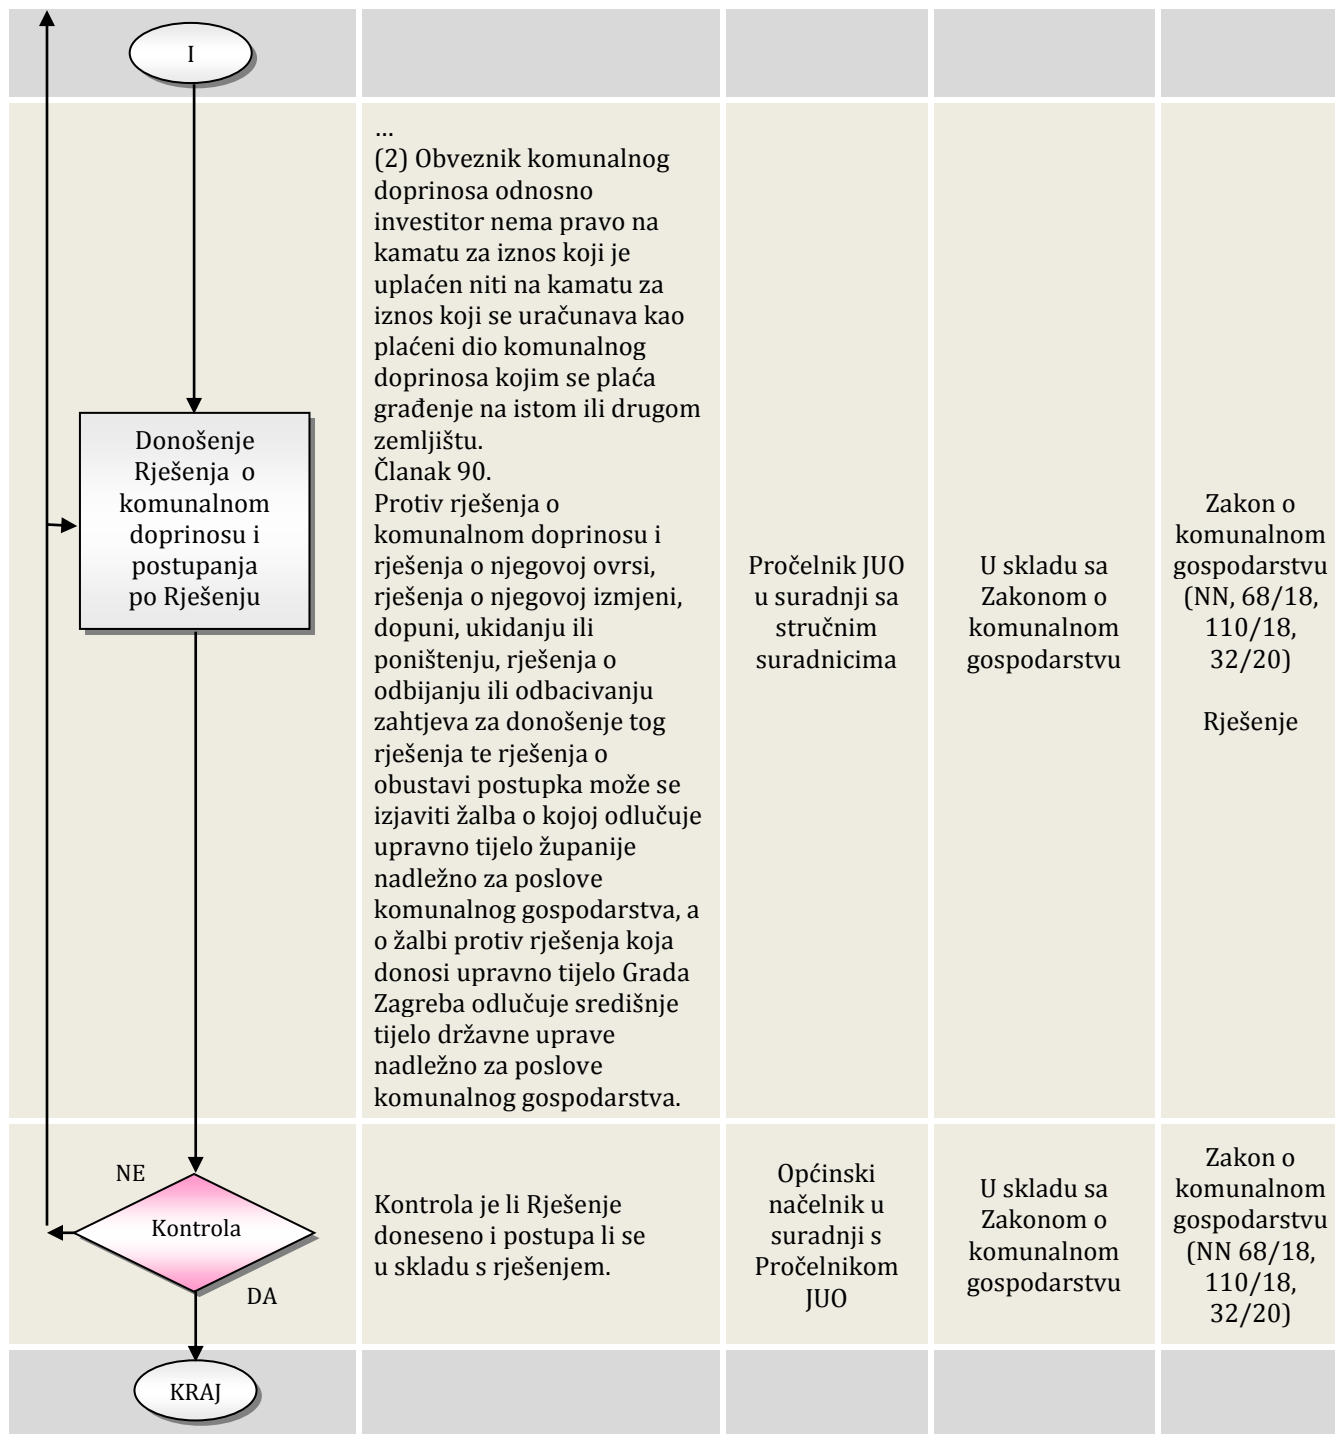 I
Donošenje
Rješenja o
komunalnom
doprinosu i
postupanja
po Rješenju
…
(2) Obveznik komunalnog
doprinosa odnosno
investitor nema pravo na
kamatu za iznos koji je
uplaćen niti na kamatu za
iznos koji se uračunava kao
plaćeni dio komunalnog
doprinosa kojim se plaća
građenje na istom ili drugom
zemljištu.
Članak 90.
Protiv rješenja o
komunalnom doprinosu i
rješenja o njegovoj ovrsi,
rješenja o njegovoj izmjeni,
dopuni, ukidanju ili
poništenju, rješenja o
odbijanju ili odbacivanju
zahtjeva za donošenje tog
rješenja te rješenja o
obustavi postupka može se
izjaviti žalba o kojoj odlučuje
upravno tijelo županije
nadležno za poslove
komunalnog gospodarstva, a
o žalbi protiv rješenja koja
donosi upravno tijelo Grada
Zagreba odlučuje središnje
tijelo državne uprave
nadležno za poslove
komunalnog gospodarstva.
Pročelnik JUO
u suradnji sa
stručnim
suradnicima
U skladu sa
Zakonom o
komunalnom
gospodarstvu
Zakon o
komunalnom
gospodarstvu
(NN, 68/18,
110/18,
32/20)
Rješenje
NE
Kontrola
DA
Kontrola je li Rješenje
doneseno i postupa li se
u skladu s rješenjem.
Općinski
načelnik u
suradnji s
Pročelnikom
JUO
U skladu sa
Zakonom o
komunalnom
gospodarstvu
Zakon o
komunalnom
gospodarstvu
(NN 68/18,
110/18,
32/20)
KRAJ